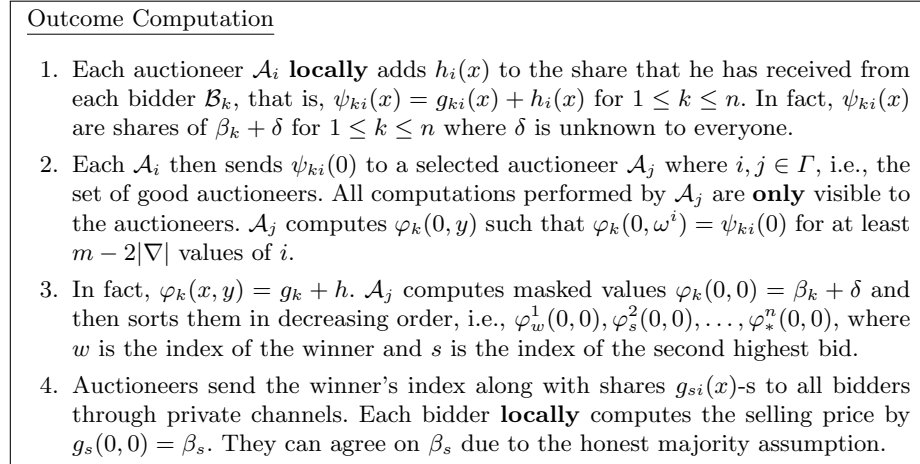 Outcome Computation
1. Each auctioneer 𝒜ᵢ locally adds hᵢ(x) to the share that he has received from
each bidder ℬₖ, that is, ψₖᵢ(x) = gₖᵢ(x) + hᵢ(x) for 1 ≤ k ≤ n. In fact, ψₖᵢ(x)
are shares of βₖ + δ for 1 ≤ k ≤ n where δ is unknown to everyone.
2. Each 𝒜ᵢ then sends ψₖᵢ(0) to a selected auctioneer 𝒜ⱼ where i, j ∈ Γ, i.e., the
set of good auctioneers. All computations performed by 𝒜ⱼ are only visible to
the auctioneers. 𝒜ⱼ computes φₖ(0, y) such that φₖ(0, ωⁱ) = ψₖᵢ(0) for at least
m − 2|∇| values of i.
3. In fact, φₖ(x, y) = gₖ + h. 𝒜ⱼ computes masked values φₖ(0, 0) = βₖ + δ and
then sorts them in decreasing order, i.e., φ_w^1(0, 0), φ_s^2(0, 0), . . . , φ_*^n(0, 0), where
w is the index of the winner and s is the index of the second highest bid.
4. Auctioneers send the winner's index along with shares gₛᵢ(x)-s to all bidders
through private channels. Each bidder locally computes the selling price by
gₛ(0, 0) = βₛ. They can agree on βₛ due to the honest majority assumption.